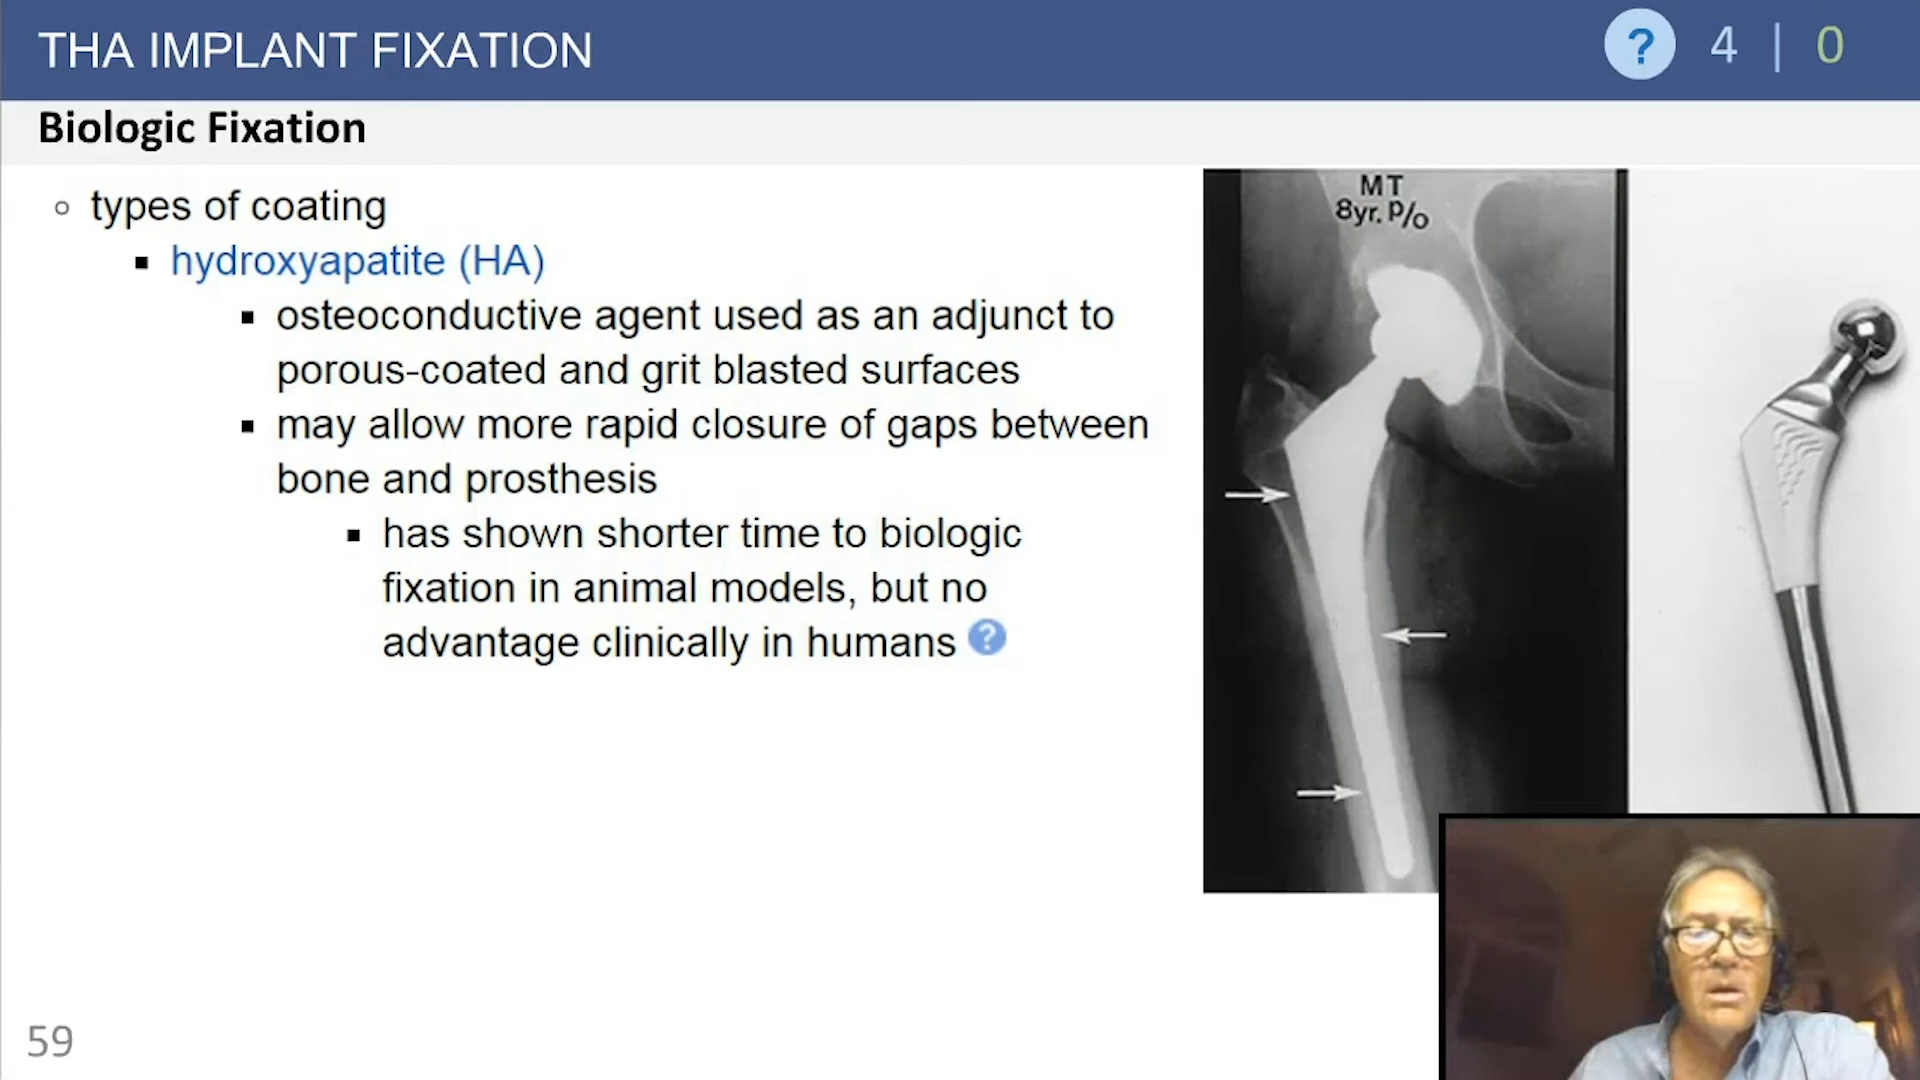 THA IMPLANT FIXATION
? 4 | 0
Biologic Fixation
types of coating
hydroxyapatite (HA)
osteoconductive agent used as an adjunct to
porous-coated and grit blasted surfaces
may allow more rapid closure of gaps between
bone and prosthesis
has shown shorter time to biologic
fixation in animal models, but no
advantage clinically in humans ?
MT
8yr. P/o
59